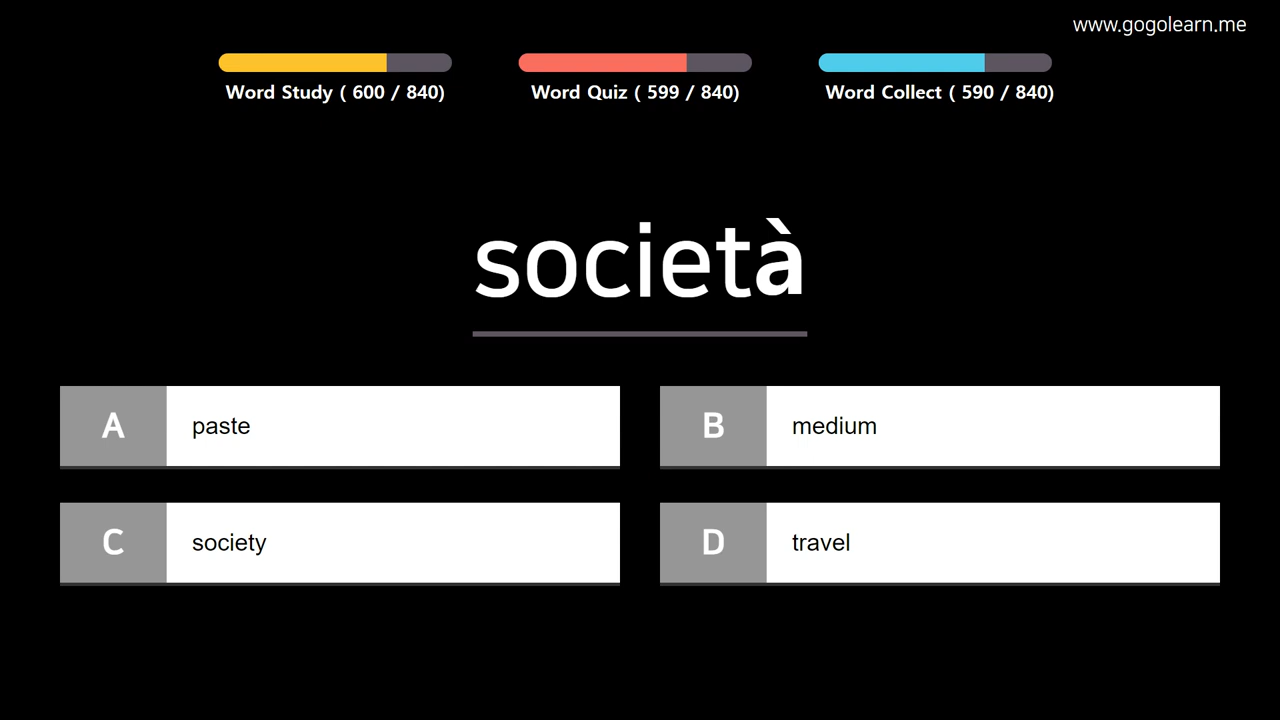 www.gogolearn.me
Word Study ( 600 / 840)
Word Quiz ( 599 / 840)
Word Collect ( 590 / 840)
società
A paste
B medium
C society
D travel